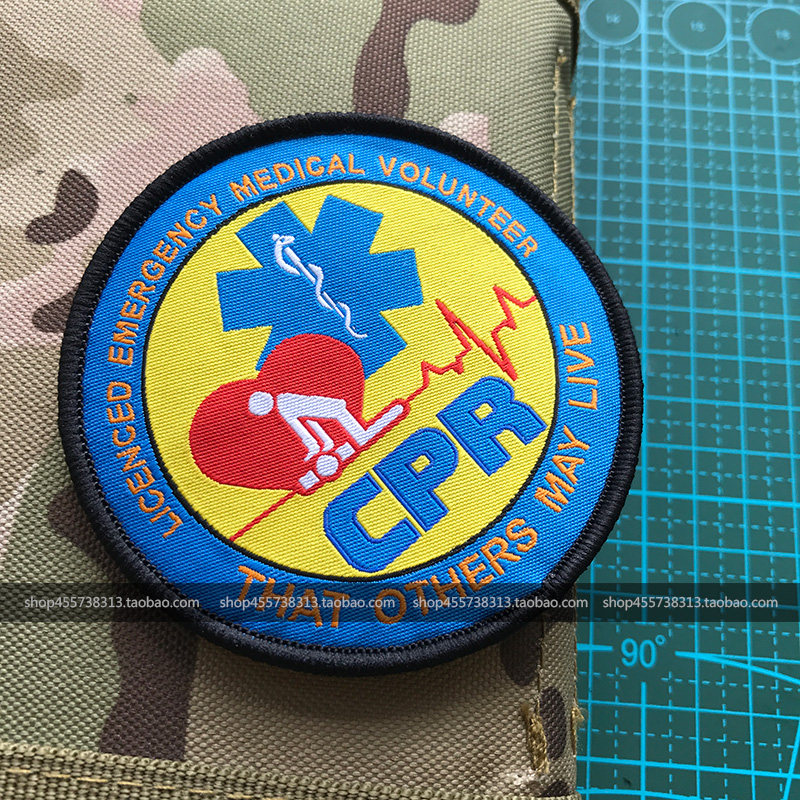 LICENCED EMERGENCY MEDICAL VOLUNTEER
CPR
THAT OTHERS MAY LIVE
shop455738313.taobao.com shop455738313.taobao.com shop455738313.taobao.com shop455738313.taobao.com
90°